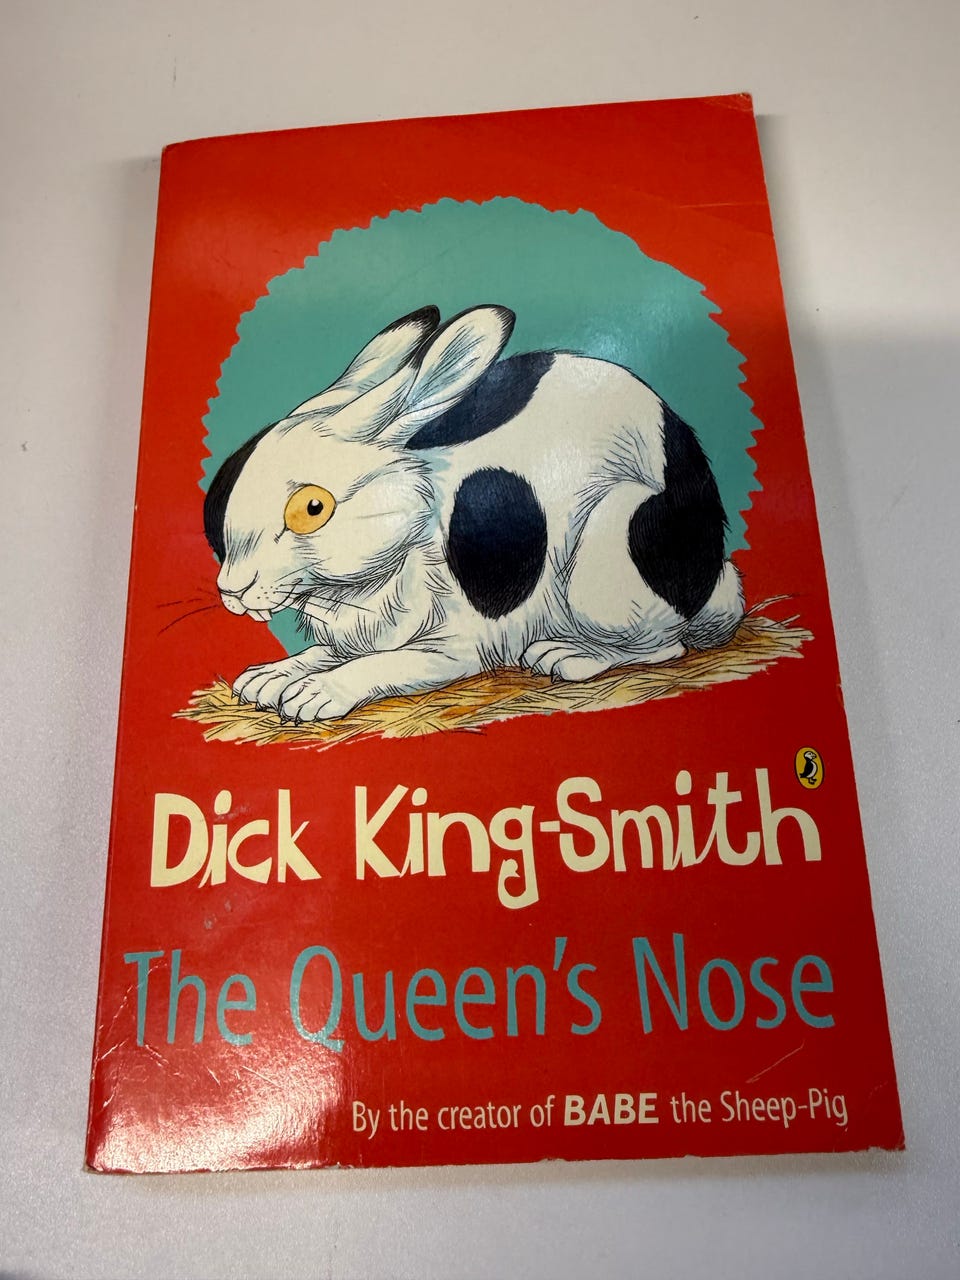 Dick King-Smith
The Queen's Nose
By the creator of BABE the Sheep-Pig